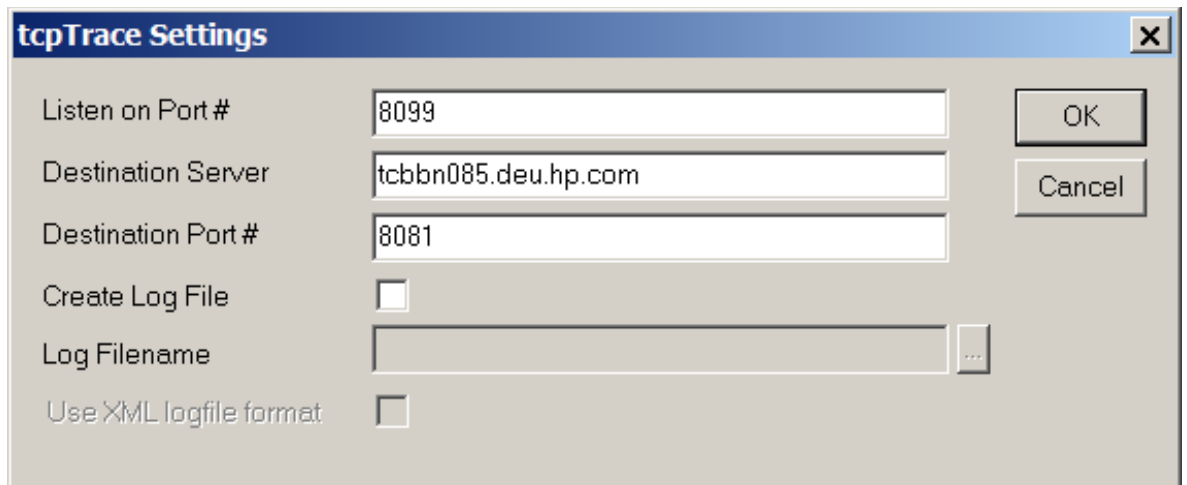 tcpTrace Settings
Listen on Port #
8099
OK
Destination Server
tcbbn085.deu.hp.com
Cancel
Destination Port #
8081
Create Log File
Log Filename
...
Use XML logfile format